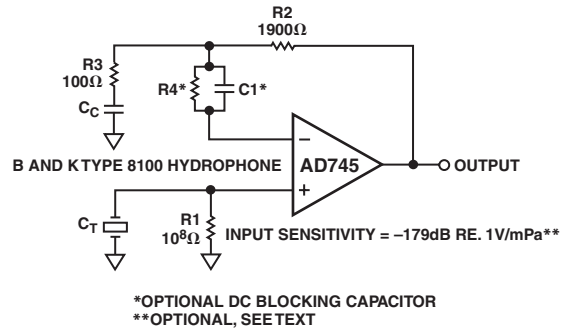 R2
1900Ω
R3
100Ω
R4*
C1*
CC
B AND K TYPE 8100 HYDROPHONE
AD745
OUTPUT
CT
R1
10⁸Ω
INPUT SENSITIVITY = –179dB RE. 1V/mPa**
*OPTIONAL DC BLOCKING CAPACITOR
**OPTIONAL, SEE TEXT